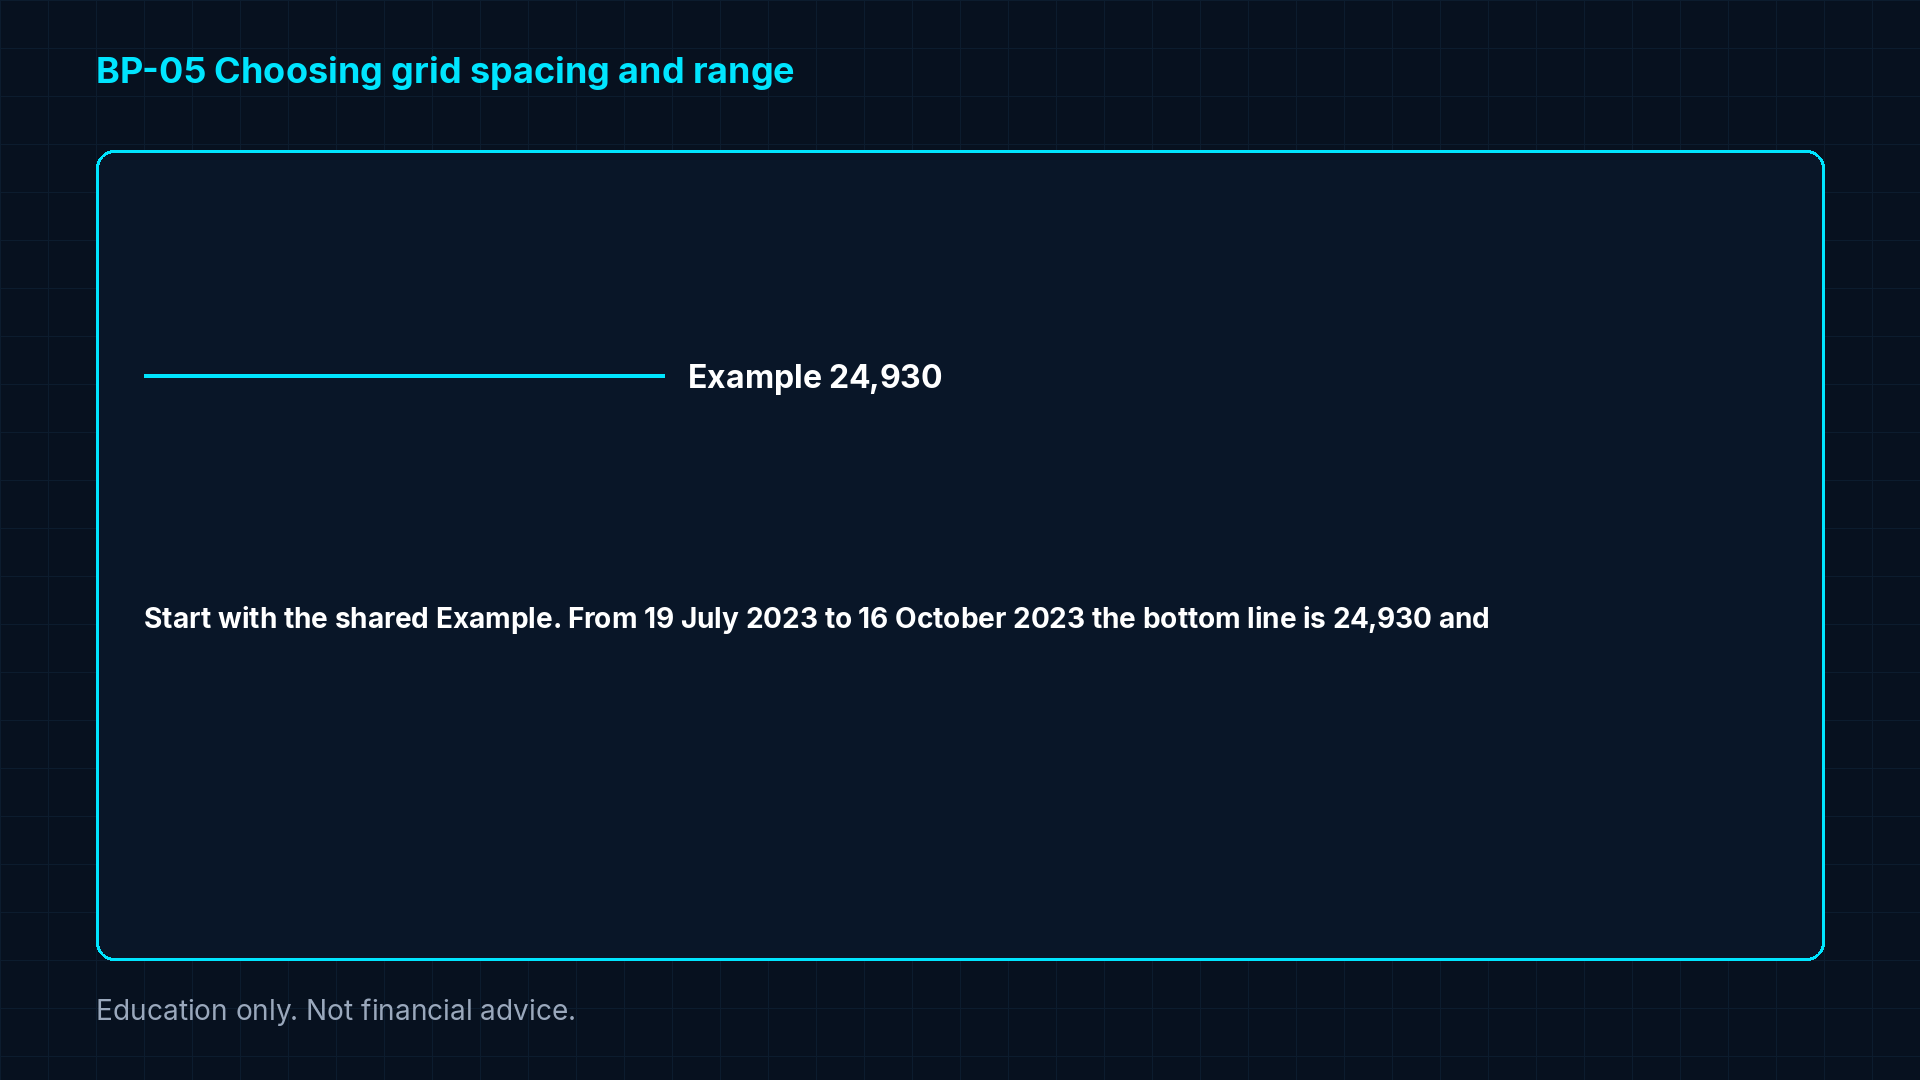 BP-05 Choosing grid spacing and range
Example 24,930
Start with the shared Example. From 19 July 2023 to 16 October 2023 the bottom line is 24,930 and
Education only. Not financial advice.